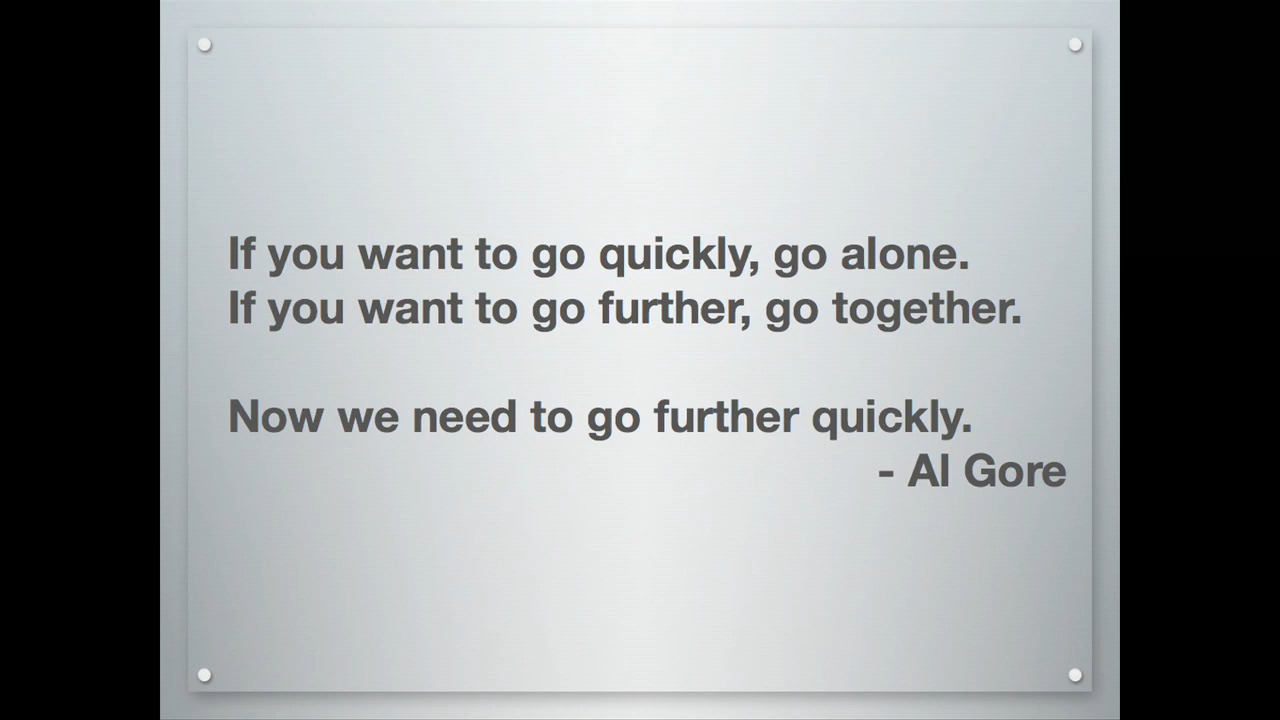 If you want to go quickly, go alone.
If you want to go further, go together.
Now we need to go further quickly.
- Al Gore